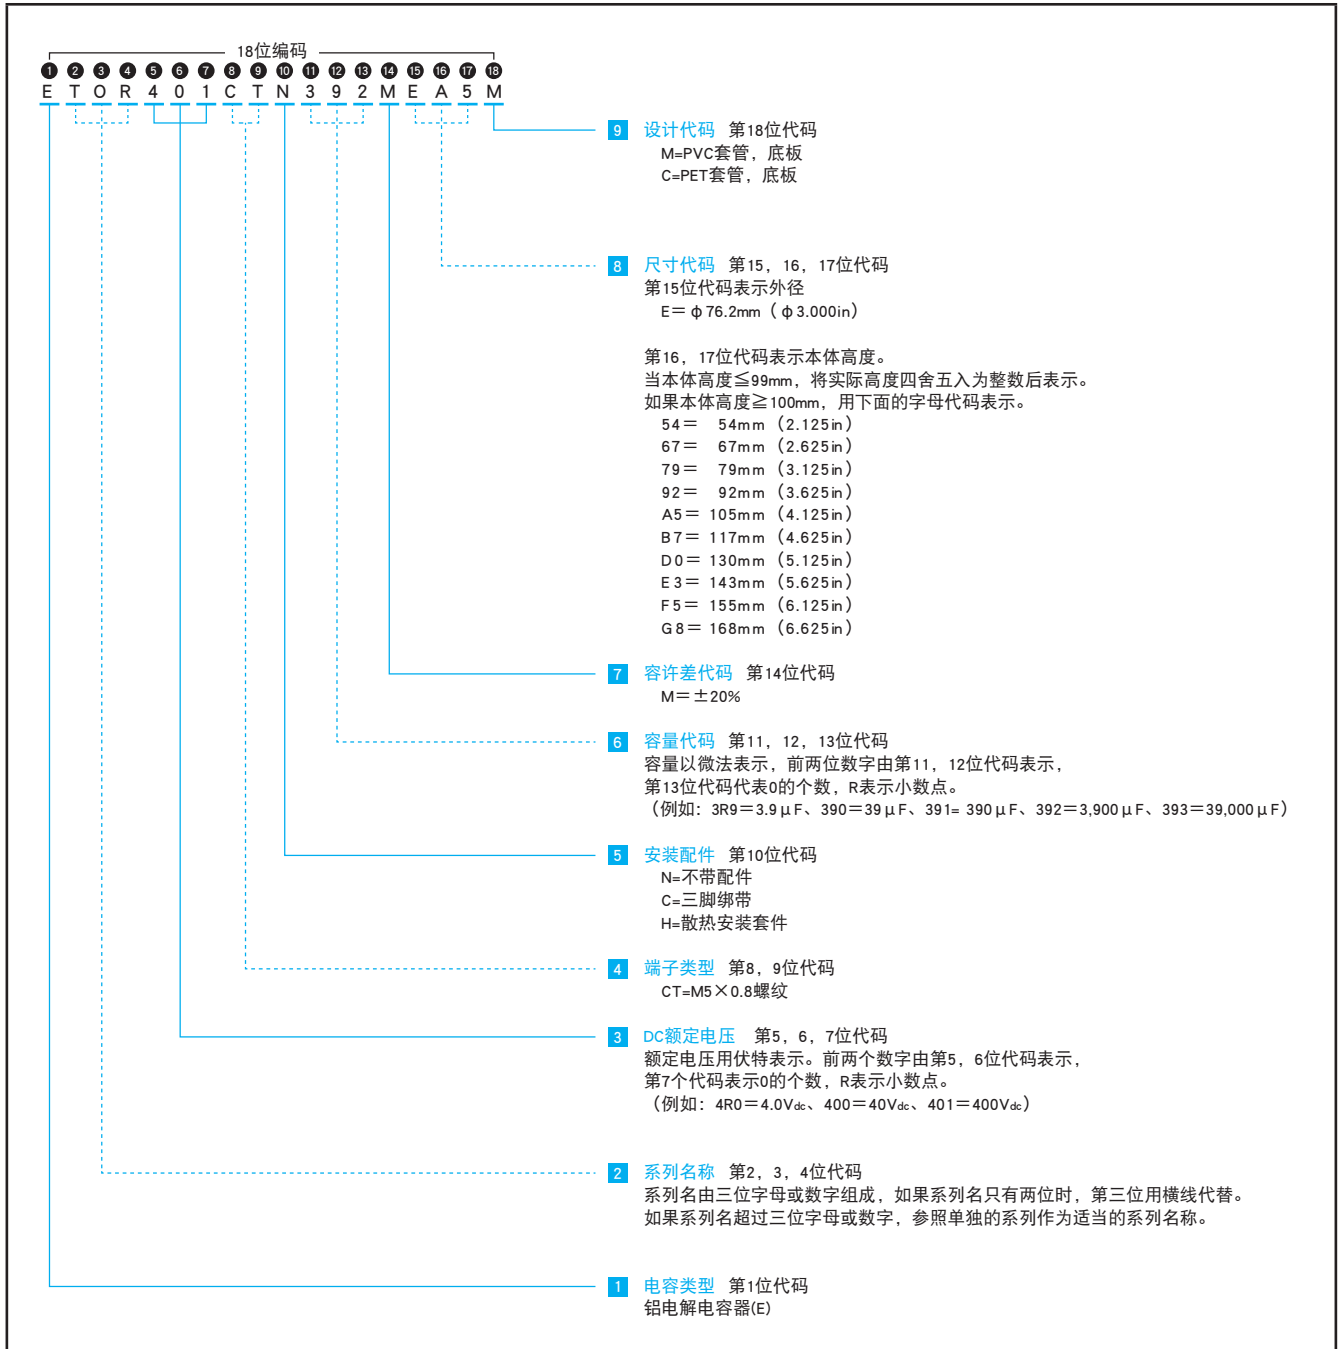 18位编码
❶ ❷ ❸ ❹ ❺ ❻ ❼ ❽ ❾ ❿ ⓫ ⓬ ⓭ ⓮ ⓯ ⓰ ⓱ ⓲
E T O R 4 0 1 C T N 3 9 2 M E A 5 M
9 设计代码 第18位代码
M=PVC套管，底板
C=PET套管，底板
8 尺寸代码 第15，16，17位代码
第15位代码表示外径
E＝φ76.2mm（φ3.000in）
第16，17位代码表示本体高度。
当本体高度≦99mm，将实际高度四舍五入为整数后表示。
如果本体高度≧100mm，用下面的字母代码表示。
54＝ 54mm（2.125in）
67＝ 67mm（2.625in）
79＝ 79mm（3.125in）
92＝ 92mm（3.625in）
A5＝105mm（4.125in）
B7＝117mm（4.625in）
D0＝130mm（5.125in）
E3＝143mm（5.625in）
F5＝155mm（6.125in）
G8＝168mm（6.625in）
7 容许差代码 第14位代码
M＝±20%
6 容量代码 第11，12，13位代码
容量以微法表示，前两位数字由第11，12位代码表示，
第13位代码代表0的个数，R表示小数点。
（例如：3R9＝3.9μF、390＝39μF、391= 390μF、392＝3,900μF、393＝39,000μF）
5 安装配件 第10位代码
N=不带配件
C=三脚绑带
H=散热安装套件
4 端子类型 第8，9位代码
CT=M5×0.8螺纹
3 DC额定电压 第5，6，7位代码
额定电压用伏特表示。前两个数字由第5，6位代码表示，
第7个代码表示0的个数，R表示小数点。
（例如：4R0＝4.0Vdc、400＝40Vdc、401＝400Vdc）
2 系列名称 第2，3，4位代码
系列名由三位字母或数字组成，如果系列名只有两位时，第三位用横线代替。
如果系列名超过三位字母或数字，参照单独的系列作为适当的系列名称。
1 电容类型 第1位代码
铝电解电容器(E)